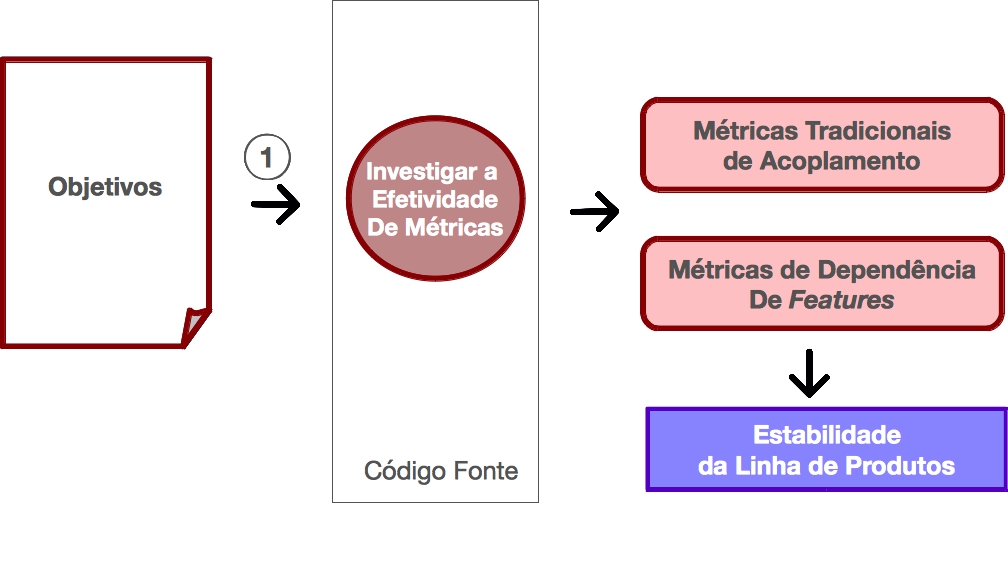 Objetivos
1
Investigar a
Efetividade
De Métricas
Código Fonte
Métricas Tradicionais
de Acoplamento
Métricas de Dependência
De Features
Estabilidade
da Linha de Produtos